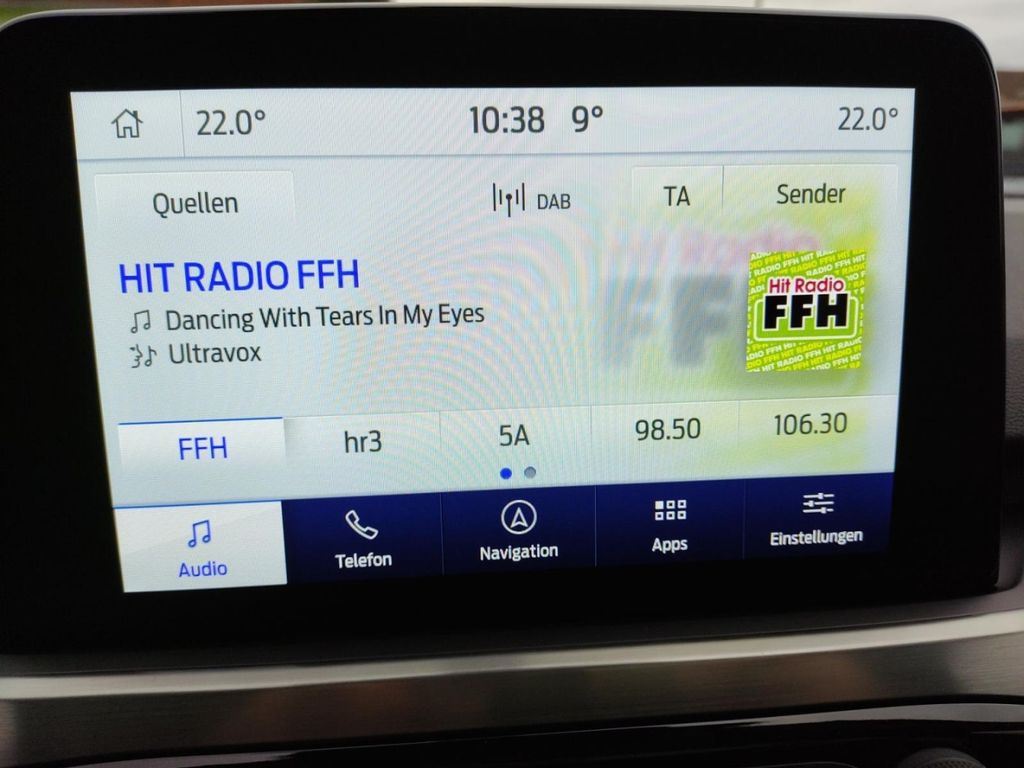 22.0° 10:38 9° 22.0°
Quellen DAB TA Sender
HIT RADIO FFH
Dancing With Tears In My Eyes
Ultravox
Hit Radio
FFH
FFH hr3 5A 98.50 106.30
Audio Telefon Navigation Apps Einstellungen